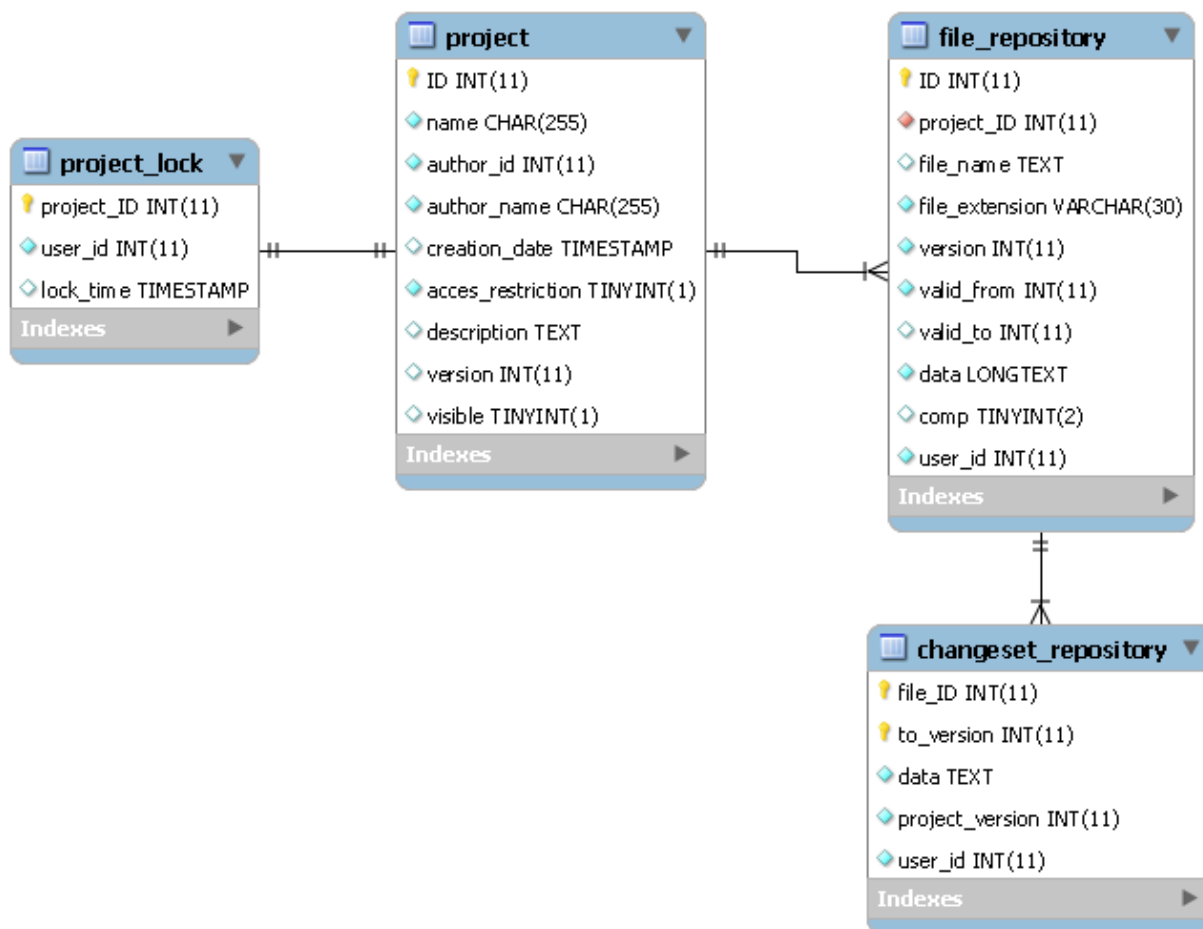 project_lock
project_ID INT(11)
user_id INT(11)
lock_time TIMESTAMP
Indexes
project
ID INT(11)
name CHAR(255)
author_id INT(11)
author_name CHAR(255)
creation_date TIMESTAMP
acces_restriction TINYINT(1)
description TEXT
version INT(11)
visible TINYINT(1)
Indexes
file_repository
ID INT(11)
project_ID INT(11)
file_name TEXT
file_extension VARCHAR(30)
version INT(11)
valid_from INT(11)
valid_to INT(11)
data LONGTEXT
comp TINYINT(2)
user_id INT(11)
Indexes
changeset_repository
file_ID INT(11)
to_version INT(11)
data TEXT
project_version INT(11)
user_id INT(11)
Indexes